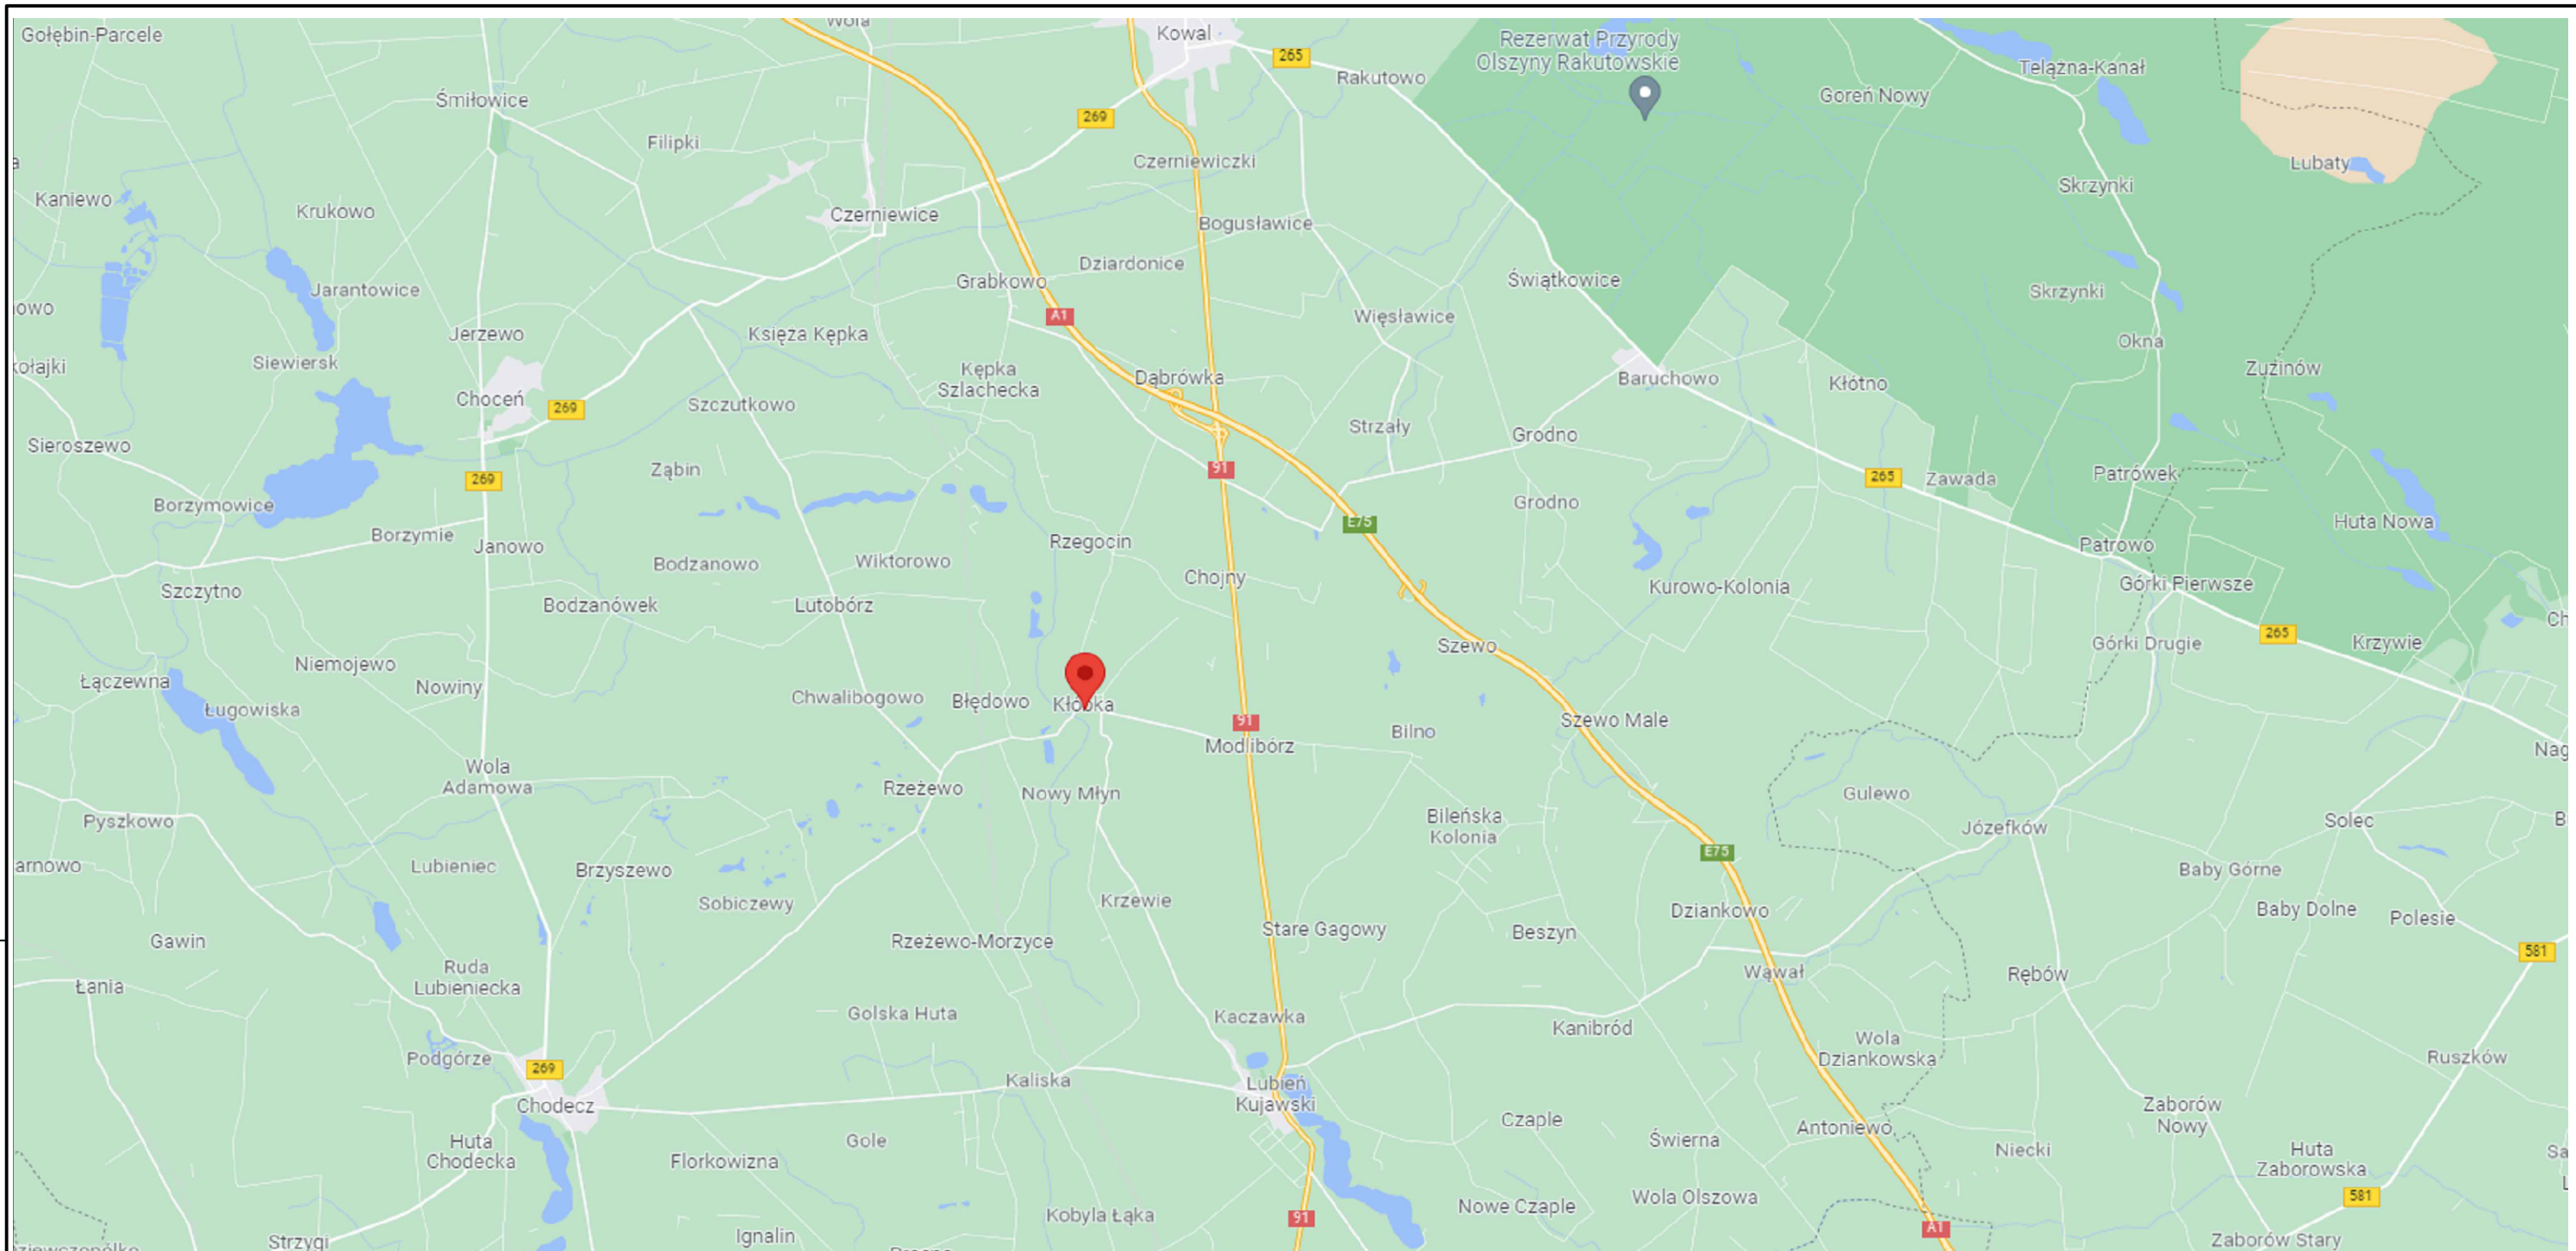 Gołębin-Parcele
Wola
Kowal
265
Rakutowo
Rezerwat Przyrody
Olszyny Rakutowskie
Telążna-Kanał
Goreń Nowy
Śmiłowice
269
Filipki
Czerniewiczki
Lubaty
Skrzynki
Kaniewo
Krukowo
Czerniewice
Bogusławice
Dziardonice
Grabkowo
Świątkowice
Skrzynki
Jarantowice
A1
Więsławice
Jerzewo
Księza Kępka
Okna
Siewiersk
Kępka
Szlachecka
Dąbrówka
Baruchowo
Kłótno
Zuzinów
Choceń
269
Szczutkowo
Strzały
Grodno
Sieroszewo
Ząbin
91
269
265
Zawada
Patrówek
Borzymowice
Grodno
E75
Huta Nowa
Borzymie
Janowo
Rzegocin
Patrowo
Bodzanowo
Wiktorowo
Chojny
Kurowo-Kolonia
Górki Pierwsze
Szczytno
Bodzanówek
Lutobórz
265
Krzywie
Szewo
Górki Drugie
Niemojewo
Łączewna
Nowiny
Chwalibogowo
Błędowo
Kłóbka
Ługowiska
91
Szewo Male
Bilno
Modlibórz
Wola
Adamowa
Rzeżewo
Nowy Młyn
Gulewo
Pyszkowo
Bileńska
Kolonia
Józefków
Solec
E75
Lubieniec
Brzyszewo
Baby Górne
Sobiczewy
Krzewie
Dziankowo
Baby Dolne
Polesie
Gawin
Rzeżewo-Morzyce
Stare Gagowy
Beszyn
581
Ruda
Lubieniecka
Łania
Wąwał
Rębów
Golska Huta
Kaczawka
Kanibród
Wola
Dziankowska
Podgórze
269
Ruszków
Kaliska
Lubień
Kujawski
Chodecz
Czaple
Zaborów
Nowy
Huta
Chodecka
Gole
Świerna
Antoniewo
Niecki
Florkowizna
Huta
Zaborowska
Nowe Czaple
Wola Olszowa
581
Kobyla Łąka
91
A1
Ignalin
Strzygi
Zaborów Stary